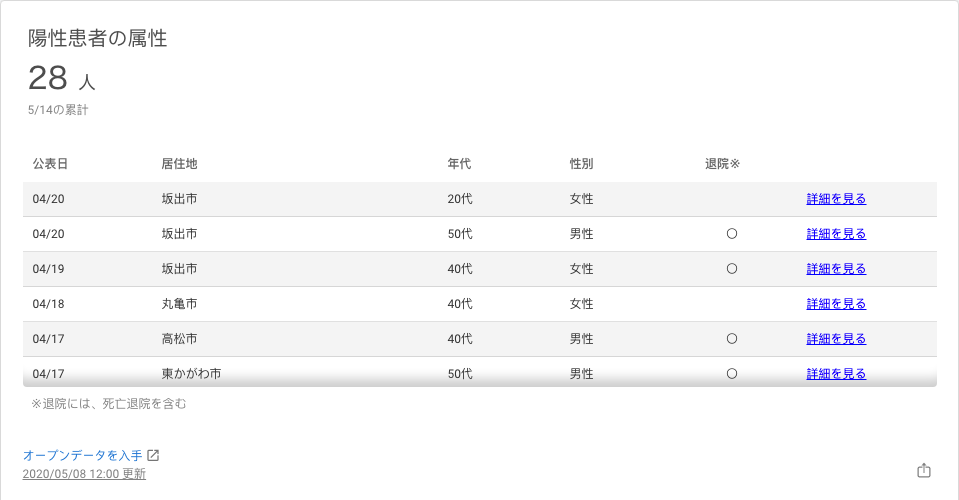 陽性患者の属性
28 人
5/14の累計
公表日 居住地 年代 性別 退院※
04/20 坂出市 20代 女性 詳細を見る
04/20 坂出市 50代 男性 〇 詳細を見る
04/19 坂出市 40代 女性 〇 詳細を見る
04/18 丸亀市 40代 女性 詳細を見る
04/17 高松市 40代 男性 〇 詳細を見る
04/17 東かがわ市 50代 男性 〇 詳細を見る
※退院には、死亡退院を含む
オープンデータを入手
2020/05/08 12:00 更新